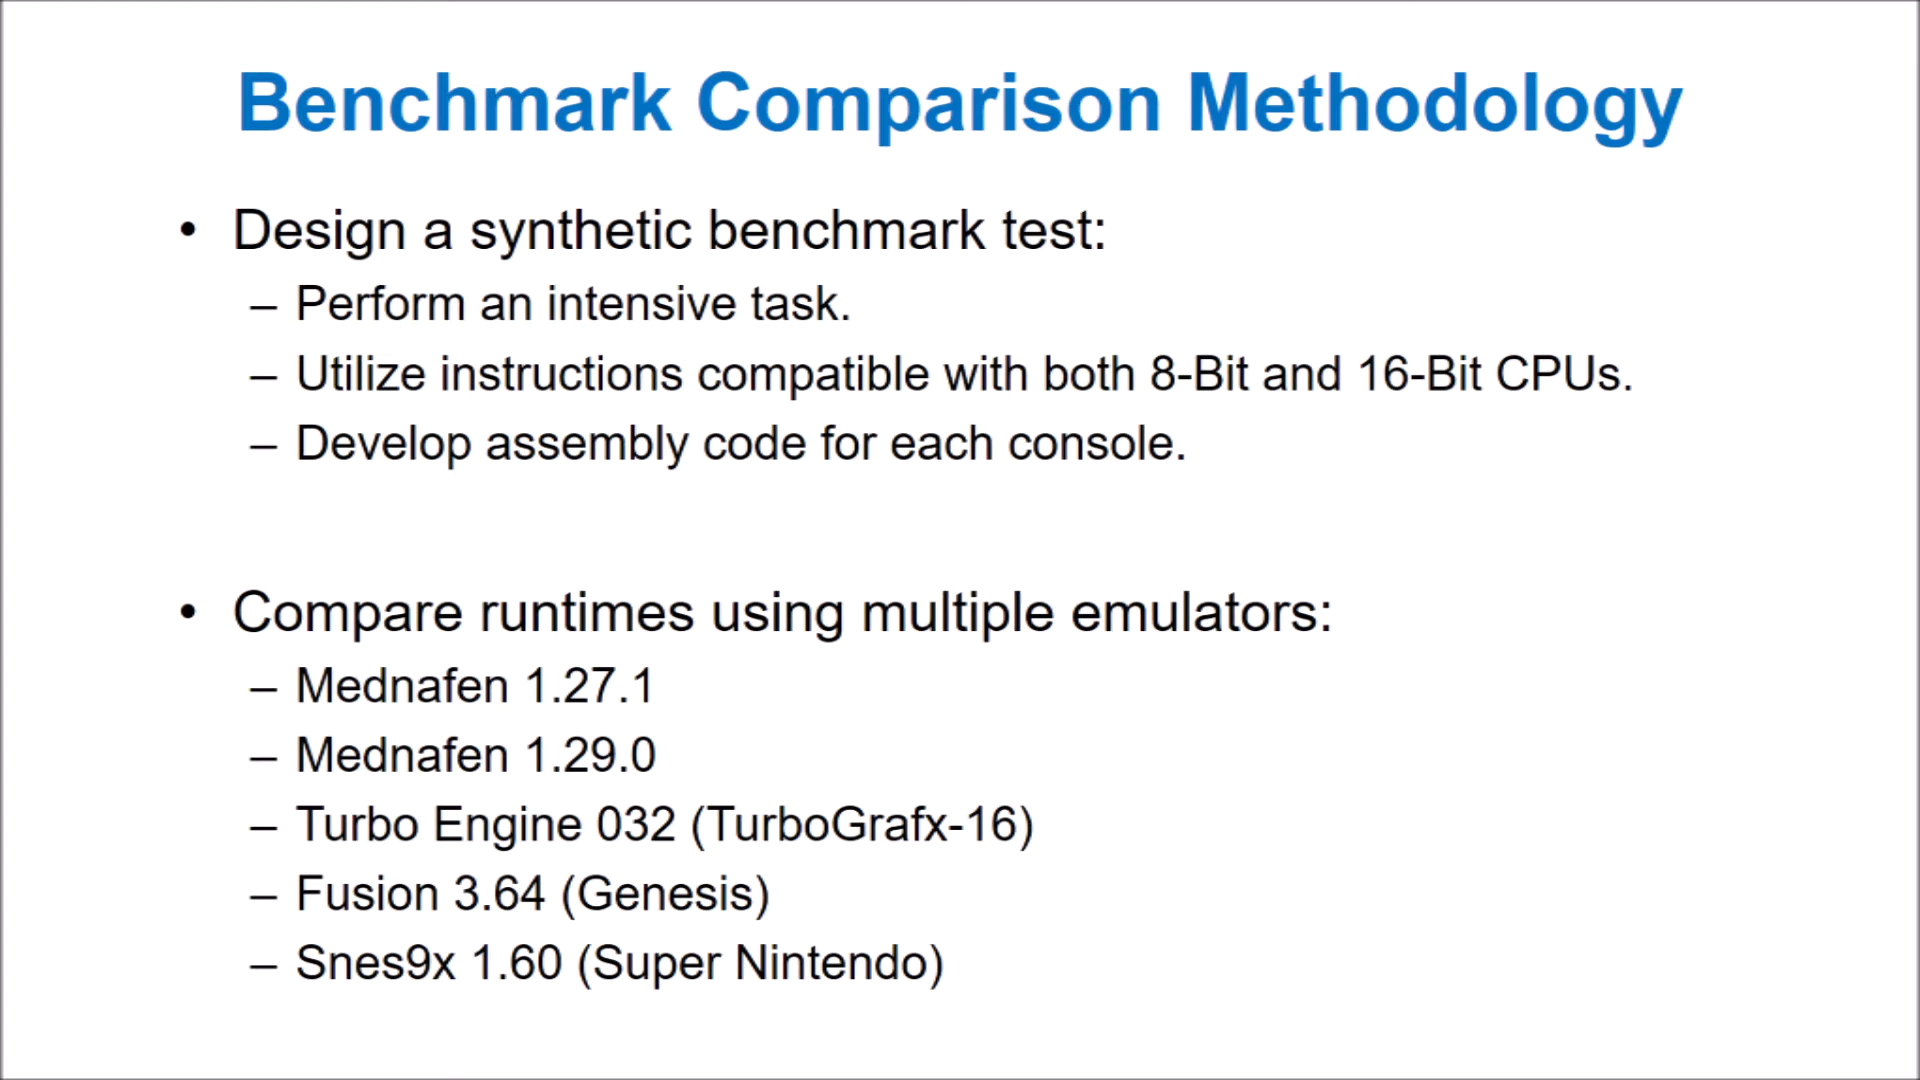 Benchmark Comparison Methodology
• Design a synthetic benchmark test:
– Perform an intensive task.
– Utilize instructions compatible with both 8-Bit and 16-Bit CPUs.
– Develop assembly code for each console.
• Compare runtimes using multiple emulators:
– Mednafen 1.27.1
– Mednafen 1.29.0
– Turbo Engine 032 (TurboGrafx-16)
– Fusion 3.64 (Genesis)
– Snes9x 1.60 (Super Nintendo)